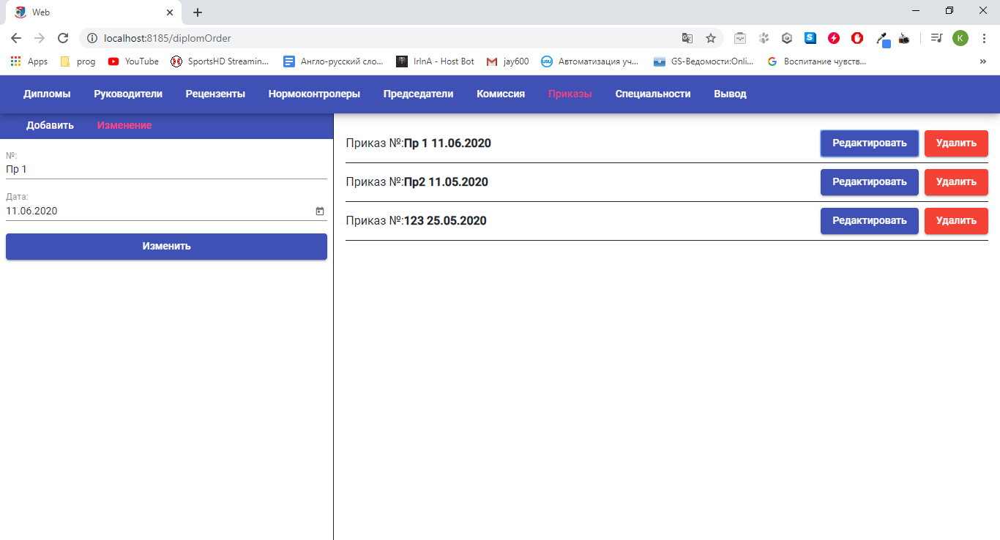 Web
localhost:8185/diplomOrder
K
Apps prog YouTube SportsHD Streamin... Англо-русский сло... IrInA - Host Bot jay600 Автоматизация уч... GS-Ведомости:Onli... Воспитание чувств... »
Дипломы Руководители Рецензенты Нормоконтролеры Председатели Комиссия Приказы Специальности Вывод
Добавить Изменение
№:
Пр 1
Дата:
11.06.2020
Изменить
Приказ №:Пр 1 11.06.2020 Редактировать Удалить
Приказ №:Пр2 11.05.2020 Редактировать Удалить
Приказ №:123 25.05.2020 Редактировать Удалить